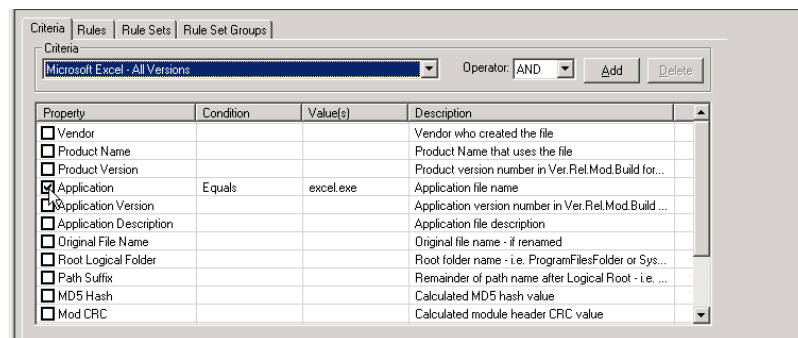 Criteria Rules Rule Sets Rule Set Groups
Criteria
Microsoft Excel - All Versions Operator: AND Add Delete
Property Condition Value(s) Description
Vendor Vendor who created the file
Product Name Product Name that uses the file
Product Version Product version number in Ver.Rel.Mod.Build for...
Application Equals excel.exe Application file name
Application Version Application version number in Ver.Rel.Mod.Build ...
Application Description Application file description
Original File Name Original file name - if renamed
Root Logical Folder Root folder name - i.e. ProgramFilesFolder or Sys...
Path Suffix Remainder of path name after Logical Root - i.e. ...
MD5 Hash Calculated MD5 hash value
Mod CRC Calculated module header CRC value